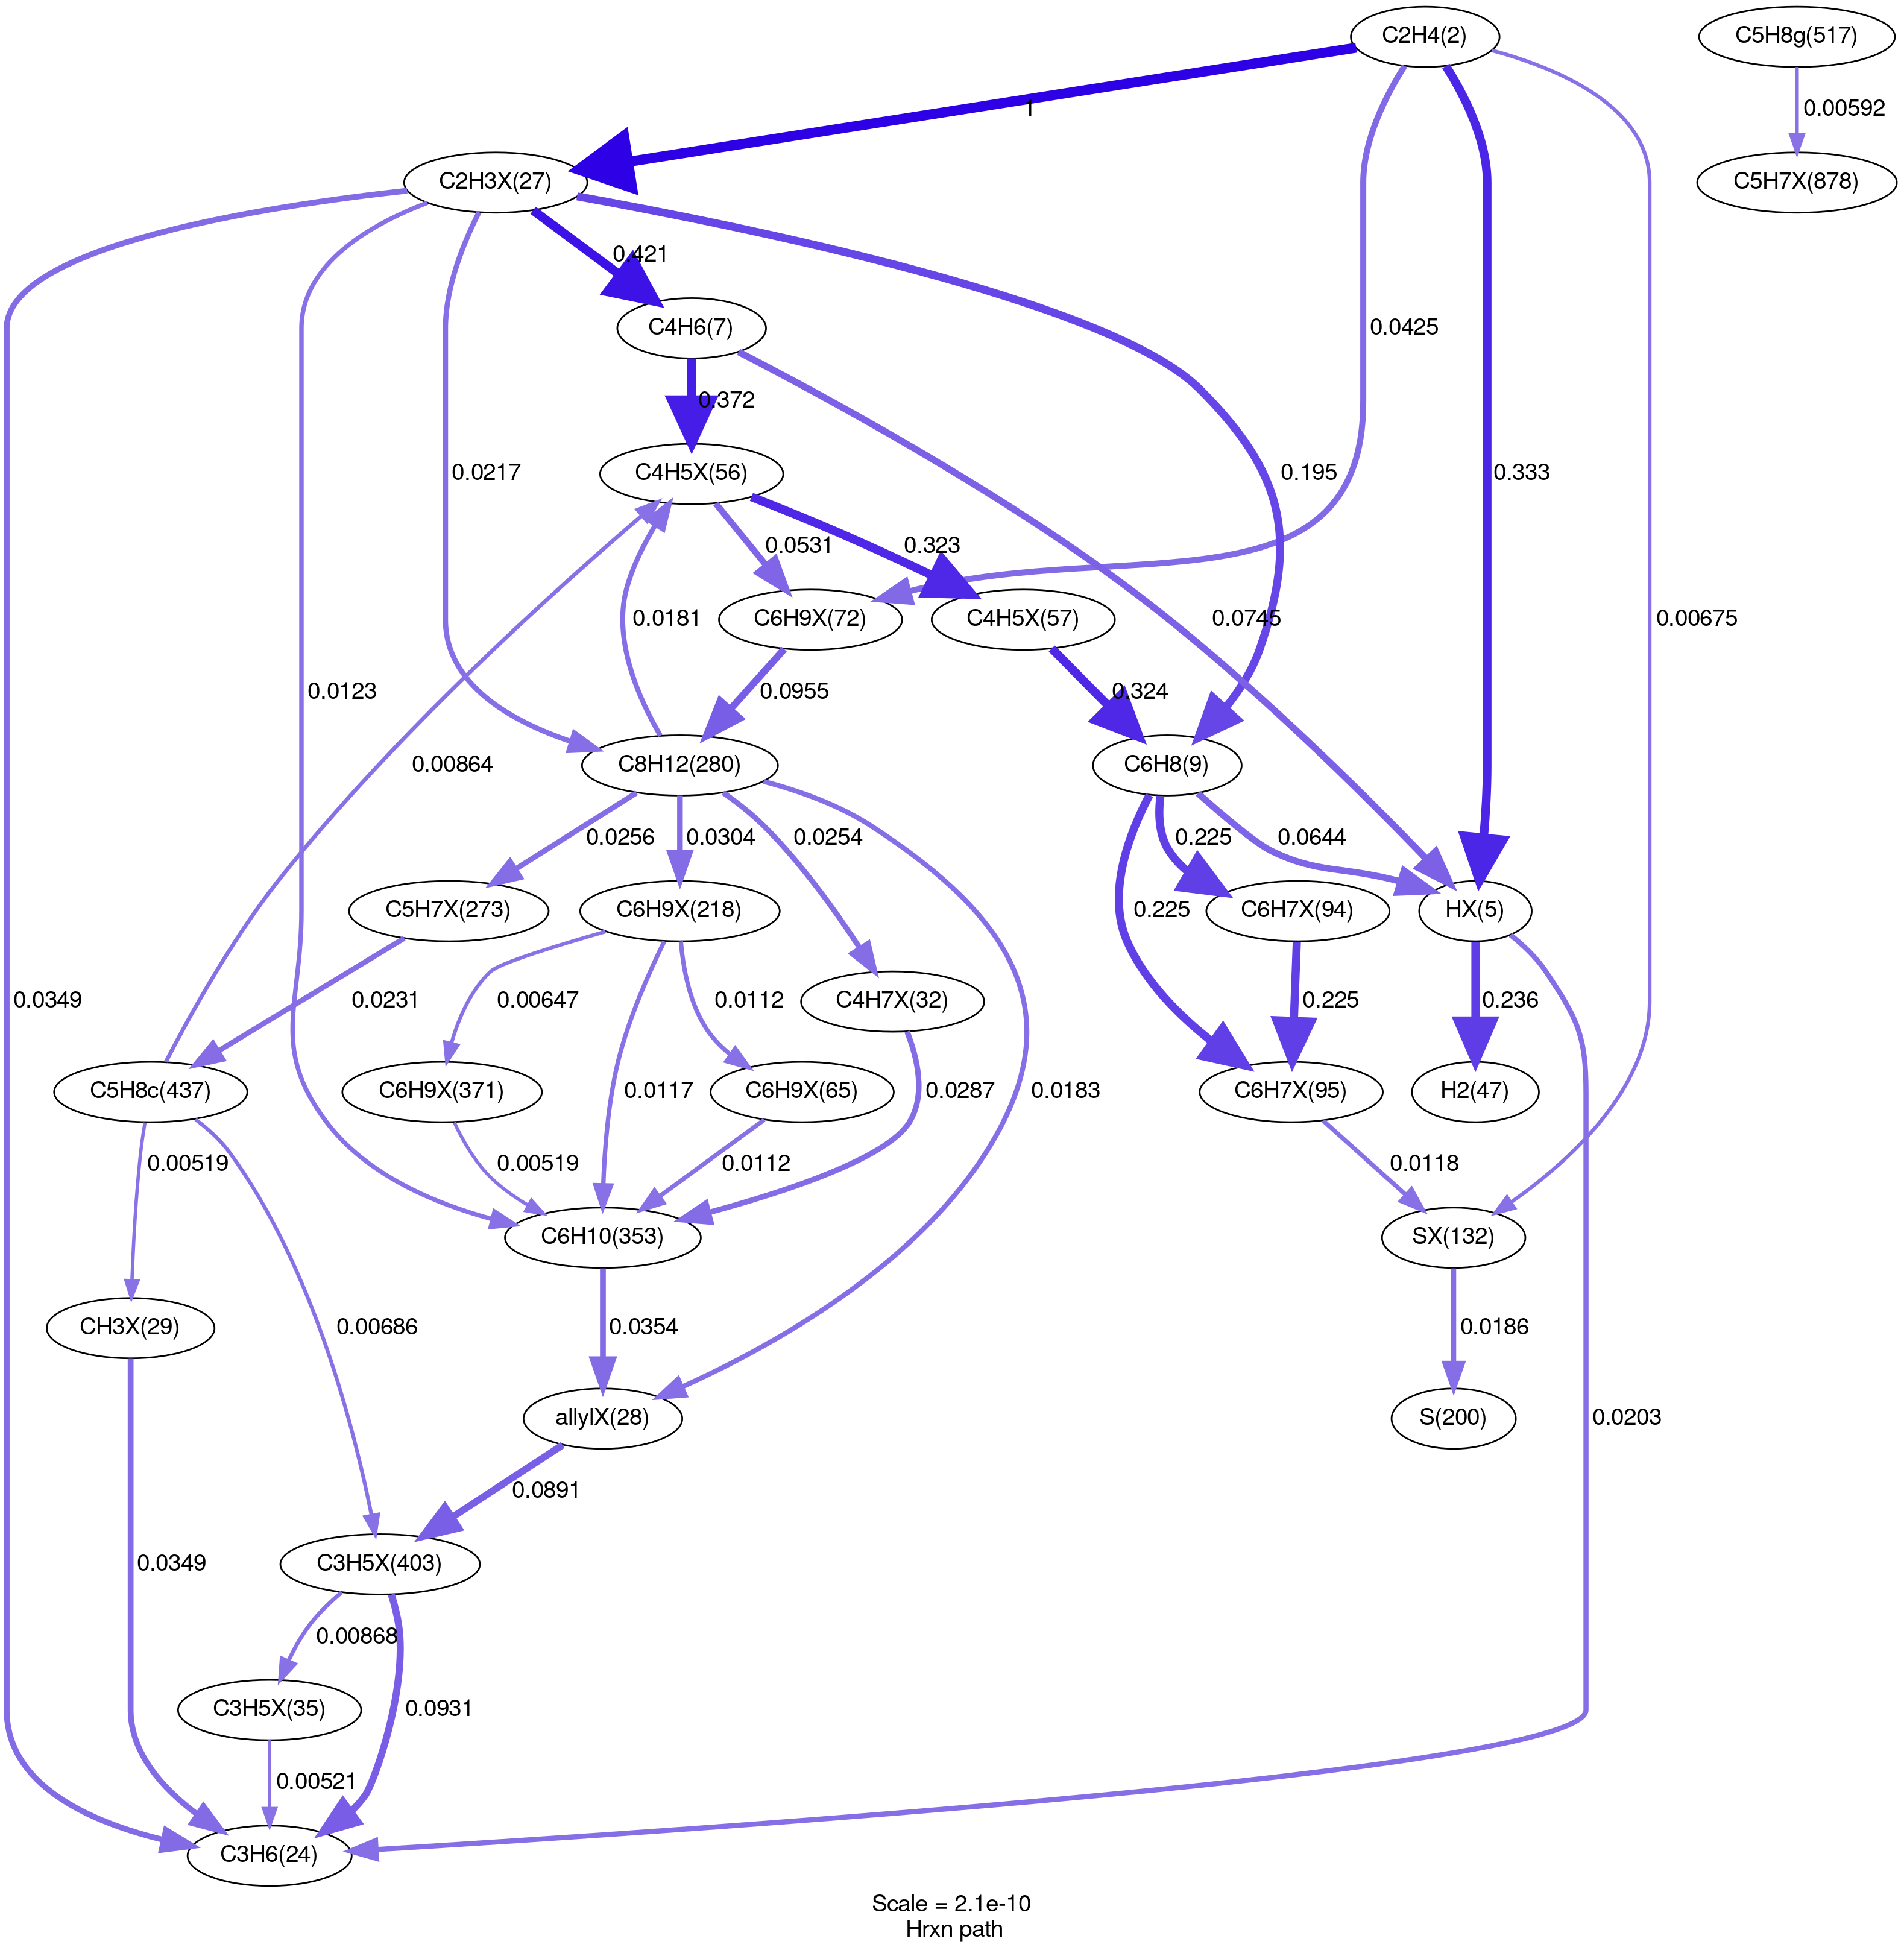 C2H4(2)
C5H8g(517)
1
0.00592
C2H3X(27)
C5H7X(878)
0.421
C4H6(7)
0.0425
0.372
C4H5X(56)
0.0217
0.195
0.333
0.0531
0.323
C6H9X(72)
C4H5X(57)
0.0181
0.0745
0.00675
0.0123
0.0955
0.324
0.00864
C8H12(280)
C6H8(9)
0.0256
0.0304
0.0254
0.225
0.0644
0.225
C5H7X(273)
C6H9X(218)
C6H7X(94)
HX(5)
0.0231
0.00647
0.0112
C4H7X(32)
0.225
0.236
0.0349
C5H8c(437)
C6H9X(371)
0.0117
C6H9X(65)
0.0287
0.0183
C6H7X(95)
H2(47)
0.00519
0.00519
0.0112
0.0118
C6H10(353)
SX(132)
CH3X(29)
0.00686
0.0354
0.0186
allylX(28)
S(200)
0.0203
0.0891
0.0349
C3H5X(403)
0.00868
C3H5X(35)
0.0931
0.00521
C3H6(24)
Scale = 2.1e-10
Hrxn path